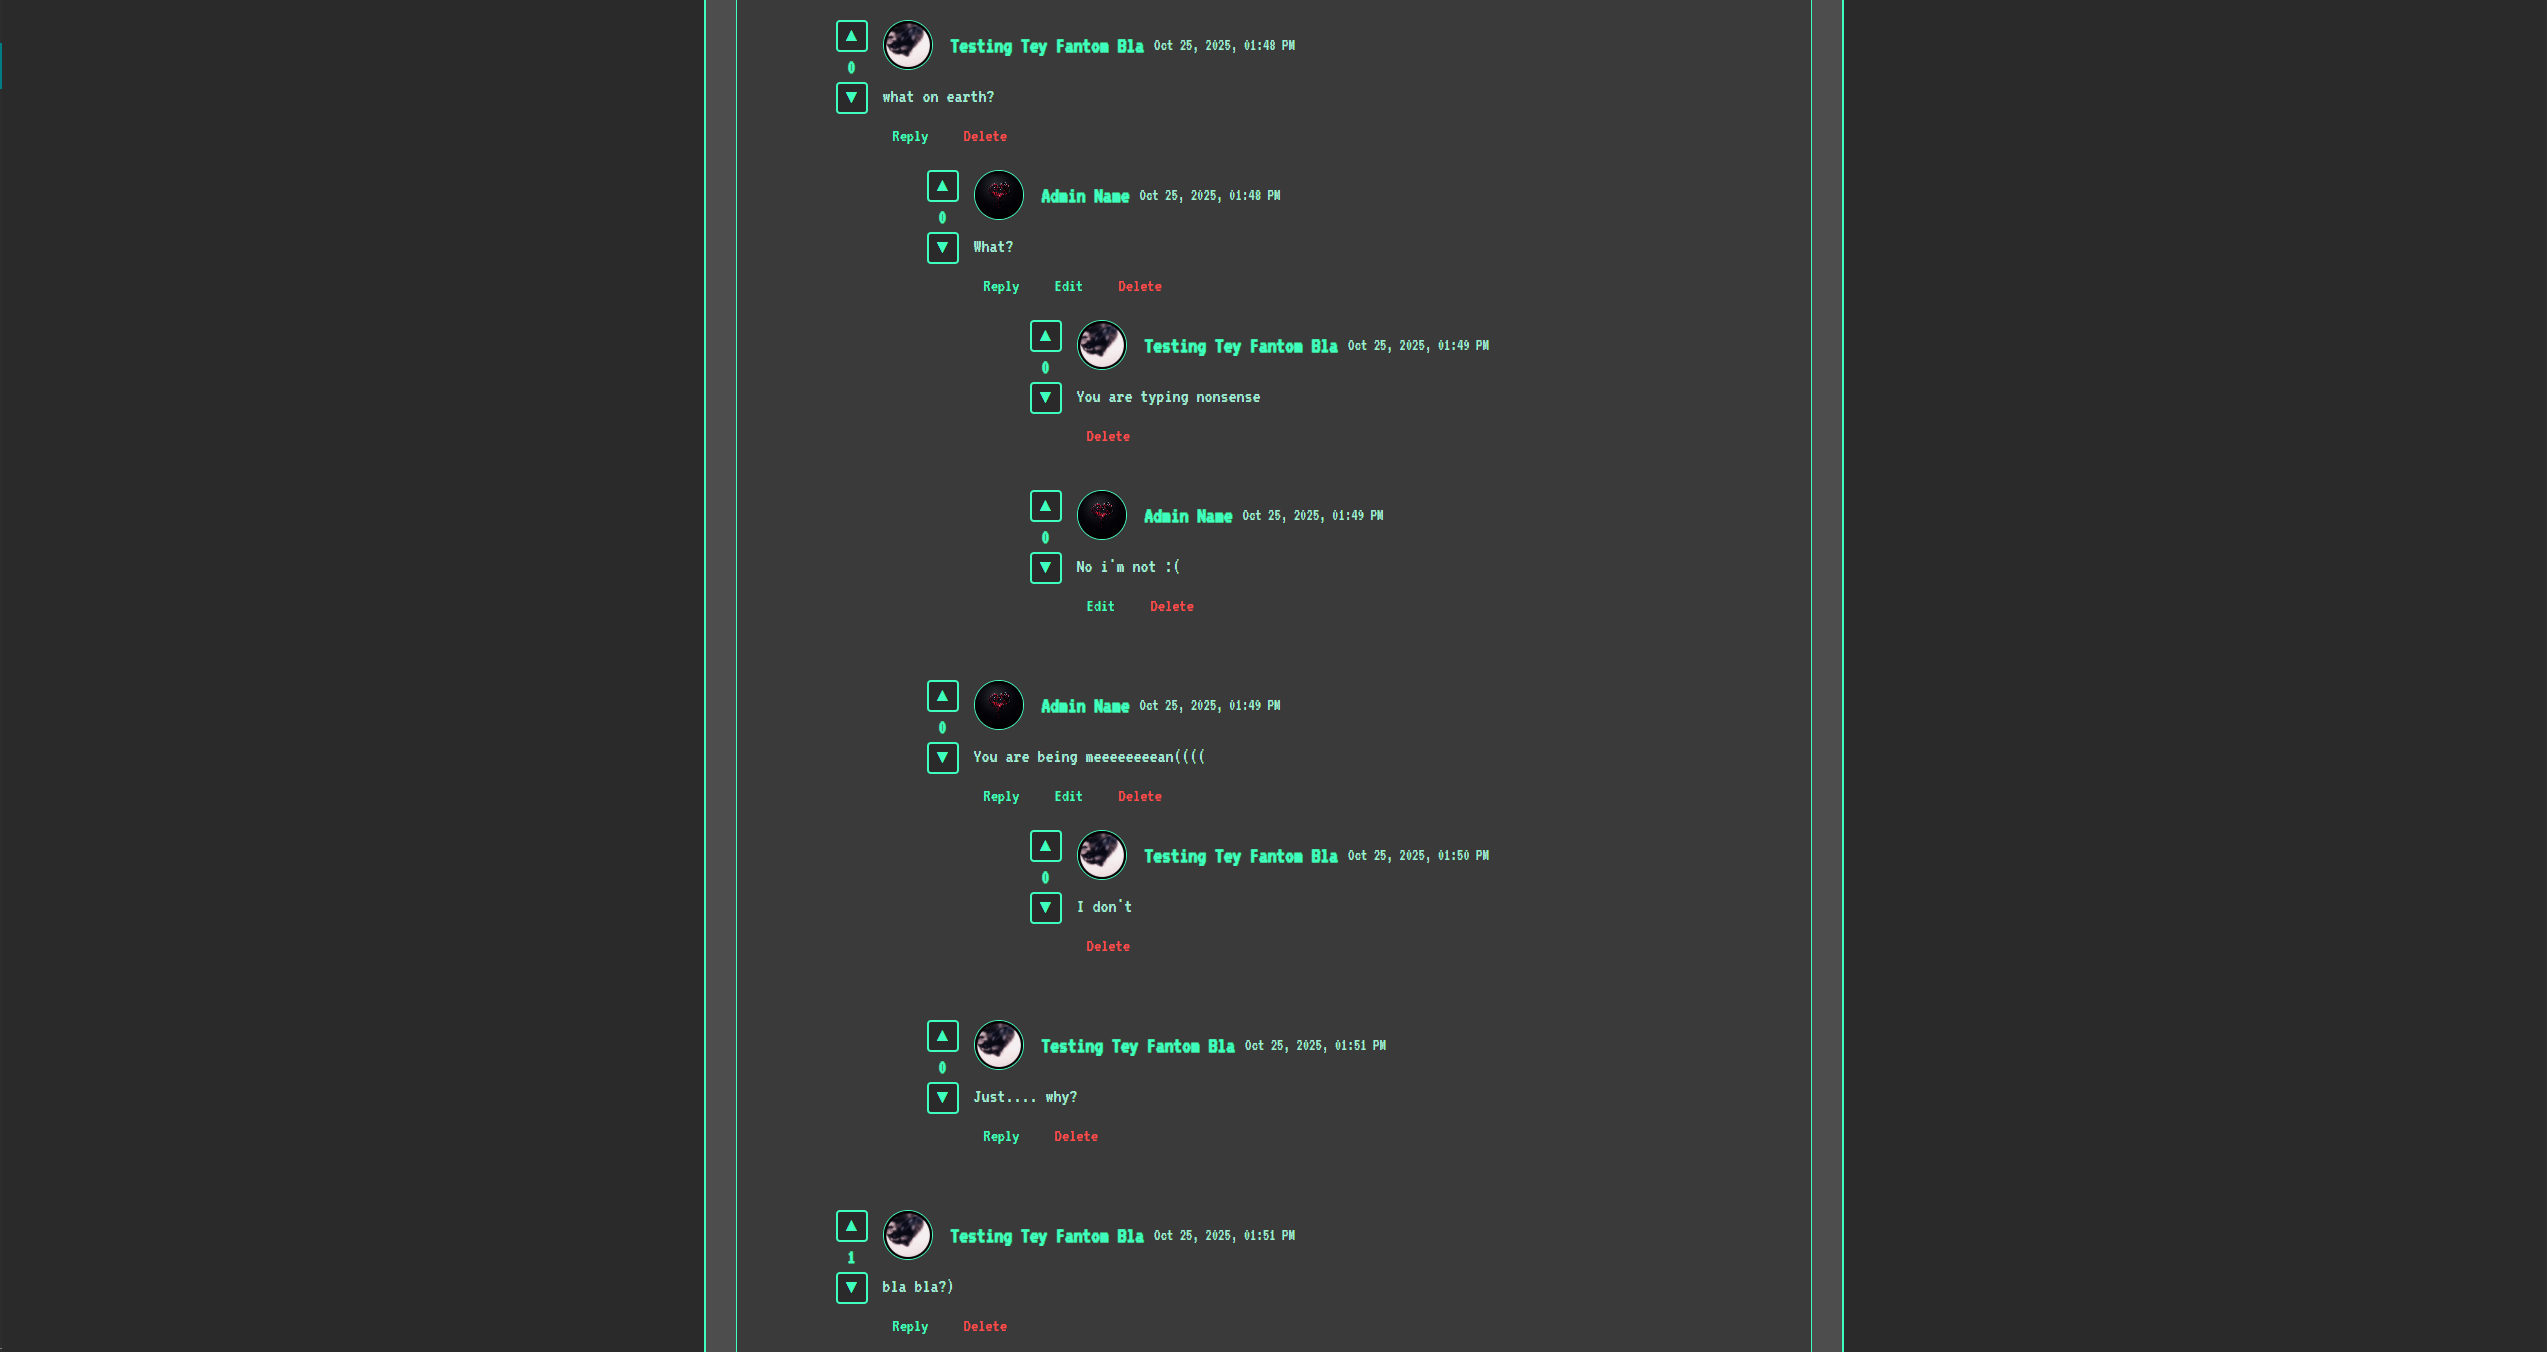 ▲ Testing Tey Fantom Bla Oct 25, 2025, 01:48 PM
0
▼ what on earth?
Reply Delete
▲ Admin Name Oct 25, 2025, 01:48 PM
0
▼ What?
Reply Edit Delete
▲ Testing Tey Fantom Bla Oct 25, 2025, 01:49 PM
0
▼ You are typing nonsense
Delete
▲ Admin Name Oct 25, 2025, 01:49 PM
0
▼ No i'm not :(
Edit Delete
▲ Admin Name Oct 25, 2025, 01:49 PM
0
▼ You are being meeeeeeeean((((
Reply Edit Delete
▲ Testing Tey Fantom Bla Oct 25, 2025, 01:50 PM
0
▼ I don't
Delete
▲ Testing Tey Fantom Bla Oct 25, 2025, 01:51 PM
0
▼ Just.... why?
Reply Delete
▲ Testing Tey Fantom Bla Oct 25, 2025, 01:51 PM
1
▼ bla bla?)
Reply Delete